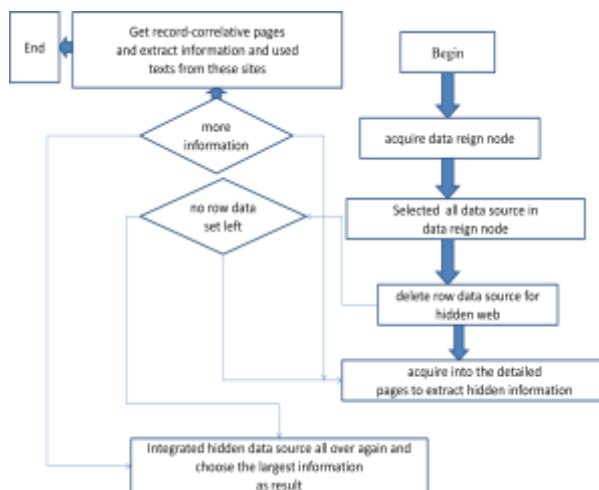 End
Get record-correlative pages
and extract information and used
texts from these sites
Begin
more
information
acquire data reign node
no row data
set left
Selected all data source in
data reign node
delete row data source for
hidden web
acquire into the detailed
pages to extract hidden information
Integrated hidden data source all over again and
choose the largest information
as result